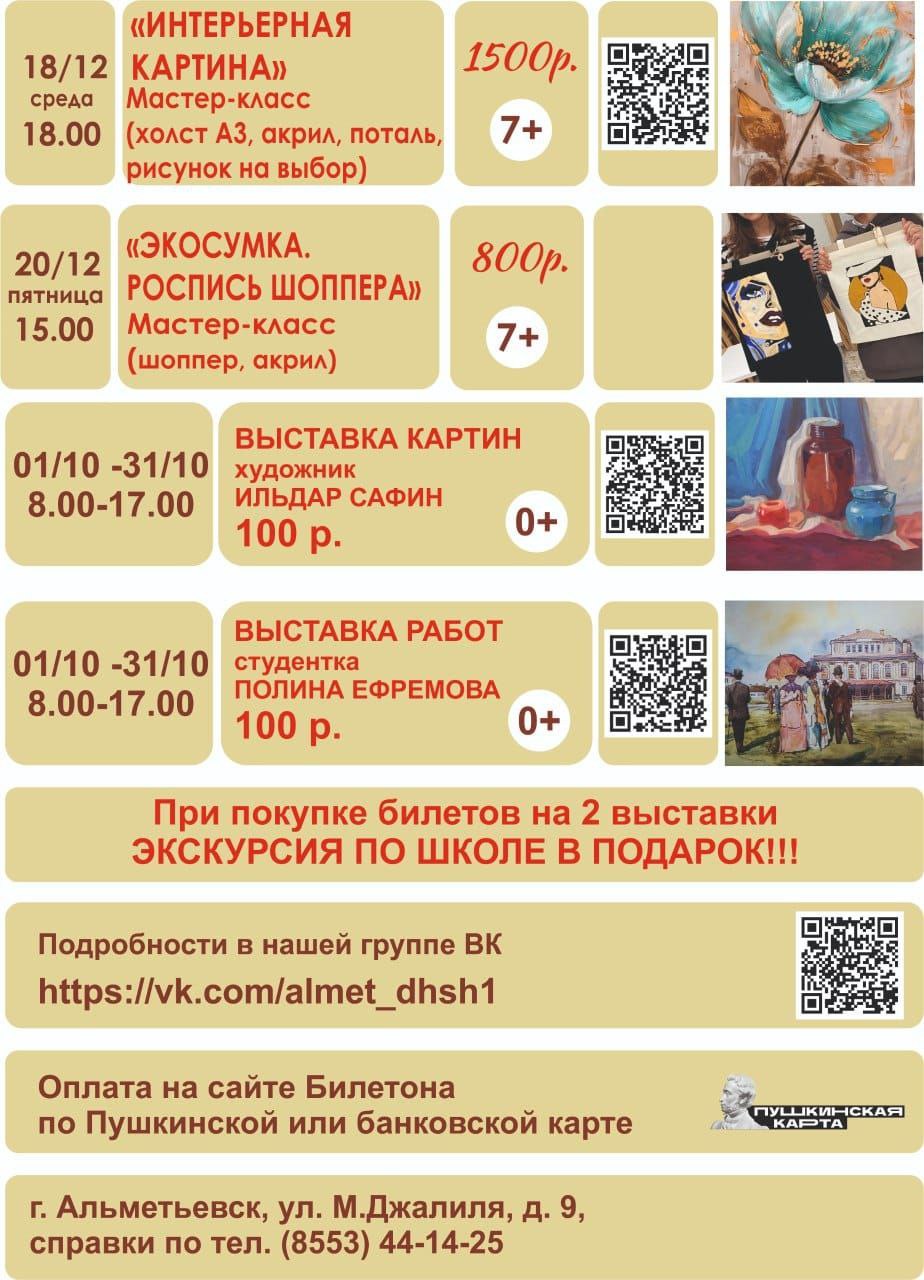 18/12
среда
18.00
«ИНТЕРЬЕРНАЯ
КАРТИНА»
Мастер-класс
(холст А3, акрил, поталь,
рисунок на выбор)
1500р.
7+
20/12
пятница
15.00
«ЭКОСУМКА.
РОСПИСЬ ШОППЕРА»
Мастер-класс
(шоппер, акрил)
800р.
7+
01/10 -31/10
8.00-17.00
ВЫСТАВКА КАРТИН
художник
ИЛЬДАР САФИН
100 р.
0+
01/10 -31/10
8.00-17.00
ВЫСТАВКА РАБОТ
студентка
ПОЛИНА ЕФРЕМОВА
100 р.
0+
При покупке билетов на 2 выставки
ЭКСКУРСИЯ ПО ШКОЛЕ В ПОДАРОК!!!
Подробности в нашей группе ВК
https://vk.com/almet_dhsh1
Оплата на сайте Билетона
по Пушкинской или банковской карте
ПУШКИНСКАЯ
КАРТА
г. Альметьевск, ул. М.Джалиля, д. 9,
справки по тел. (8553) 44-14-25